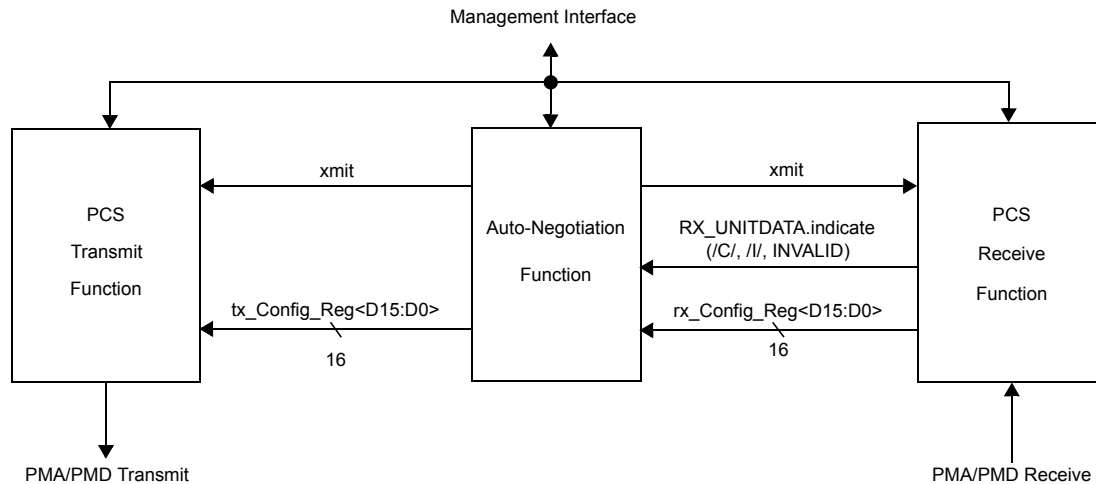 Management Interface
xmit
xmit
PCS
Transmit
Function
Auto-Negotiation
Function
RX_UNITDATA.indicate
(/C/, /I/, INVALID)
PCS
Receive
Function
tx_Config_Reg<D15:D0>
16
rx_Config_Reg<D15:D0>
16
PMA/PMD Transmit
PMA/PMD Receive